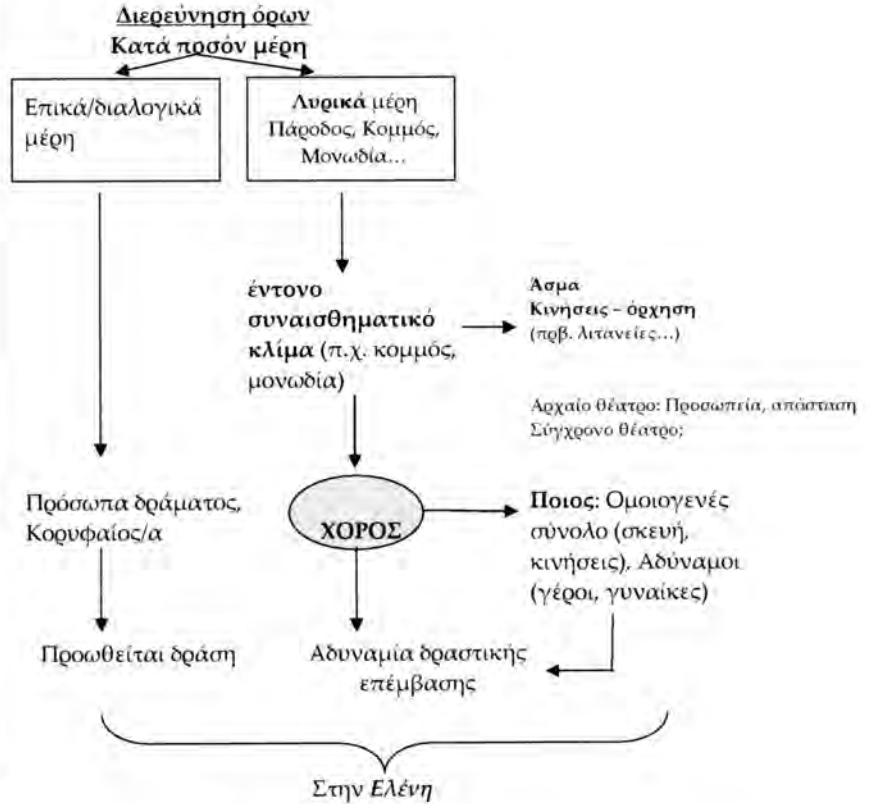 Διερεύνηση όρων
Κατά ποσόν μέρη
Επικά/διαλογικά
μέρη
Λυρικά μέρη
Πάροδος, Κομμός,
Μονωδία...
έντονο
συναισθηματικό
κλίμα (π.χ. κομμός,
μονωδία)
Άσμα
Κινήσεις – όρχηση
(πρβ. λιτανείες...)
Αρχαίο θέατρο: Προσωπεία, απόσταση
Σύγχρονο θέατρο;
Πρόσωπα δράματος,
Κορυφαίος/α
ΧΟΡΟΣ
Ποιος: Ομοιογενές
σύνολο (σκευή,
κινήσεις), Αδύναμοι
(γέροι, γυναίκες)
Προωθείται δράση
Αδυναμία δραστικής
επέμβασης
Στην Ελένη